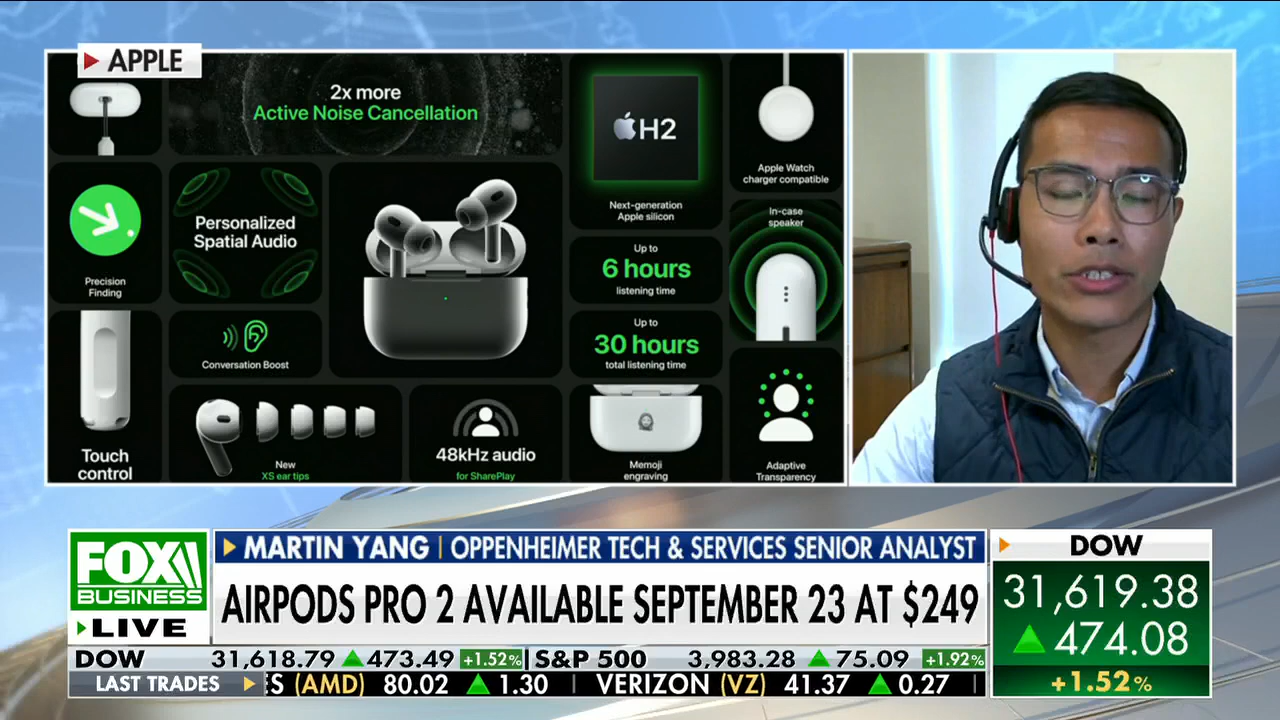 APPLE
2x more
Active Noise Cancellation
H2
Next-generation
Apple silicon
Apple Watch
charger compatible
Precision
Finding
Personalized
Spatial Audio
Up to
6 hours
listening time
In-case
speaker
Conversation Boost
Up to
30 hours
total listening time
Touch
control
New
XS ear tips
48kHz audio
for SharePlay
Memoji
engraving
Adaptive
Transparency
FOX
BUSINESS
LIVE
MARTIN YANG | OPPENHEIMER TECH & SERVICES SENIOR ANALYST
AIRPODS PRO 2 AVAILABLE SEPTEMBER 23 AT $249
DOW
31,619.38
474.08
+1.52%
DOW 31,618.79 473.49 +1.52% S&P 500 3,983.28 75.09 +1.92%
LAST TRADES (AMD) 80.02 1.30 | VERIZON (VZ) 41.37 0.27 |